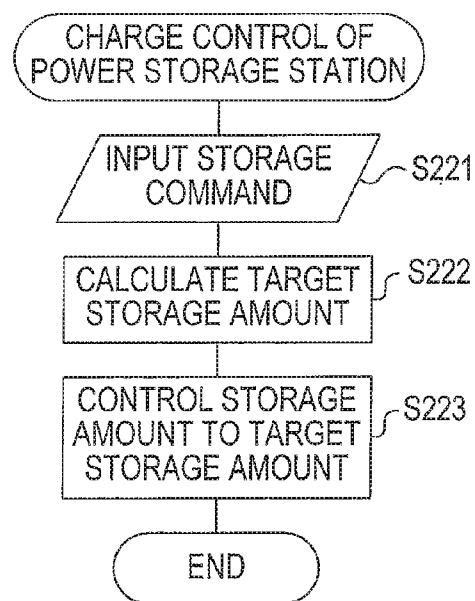 CHARGE CONTROL OF
POWER STORAGE STATION
INPUT STORAGE
COMMAND
S221
CALCULATE TARGET
STORAGE AMOUNT
S222
CONTROL STORAGE
AMOUNT TO TARGET
STORAGE AMOUNT
S223
END